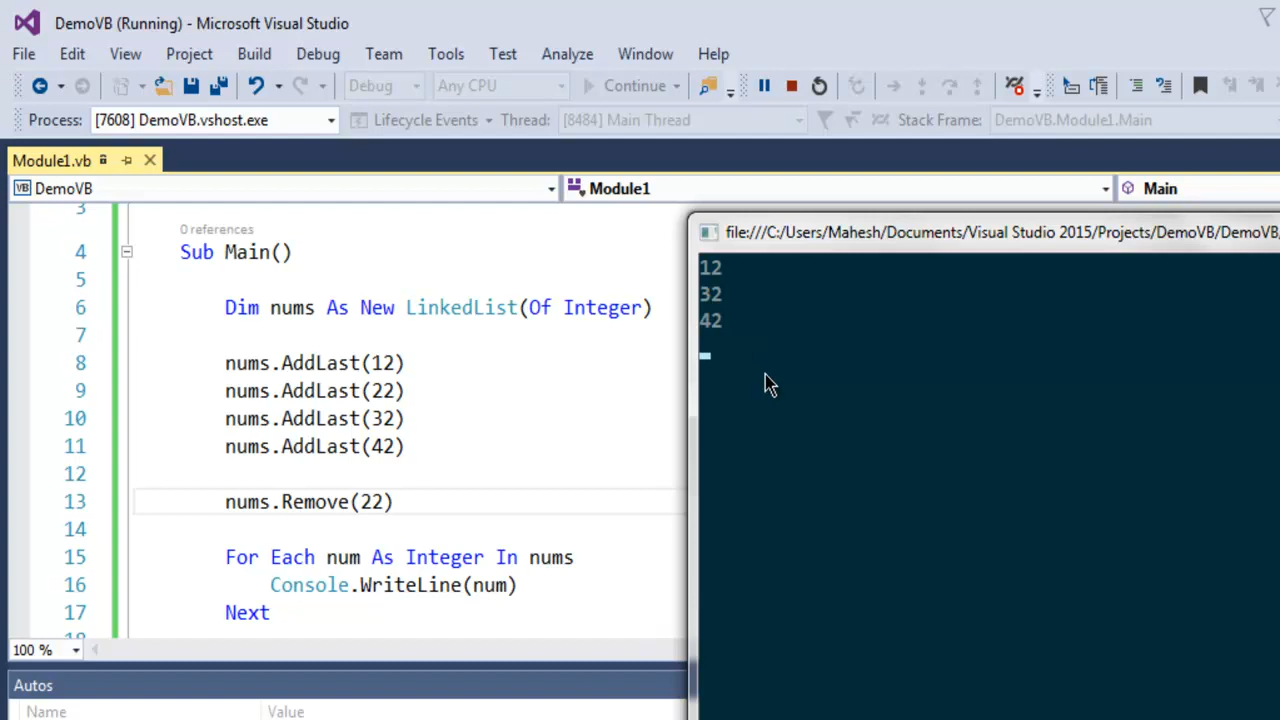 DemoVB (Running) - Microsoft Visual Studio
File Edit View Project Build Debug Team Tools Test Analyze Window Help
Debug Any CPU Continue
Process: [7608] DemoVB.vshost.exe Lifecycle Events Thread: [8484] Main Thread Stack Frame: DemoVB.Module1.Main
Module1.vb
VB DemoVB Module1 Main
3
0 references
4 Sub Main()
5
6 Dim nums As New LinkedList(Of Integer)
7
8 nums.AddLast(12)
9 nums.AddLast(22)
10 nums.AddLast(32)
11 nums.AddLast(42)
12
13 nums.Remove(22)
14
15 For Each num As Integer In nums
16 Console.WriteLine(num)
17 Next
18
100 %
Autos
Name Value
file:///C:/Users/Mahesh/Documents/Visual Studio 2015/Projects/DemoVB/DemoVB/
12
32
42